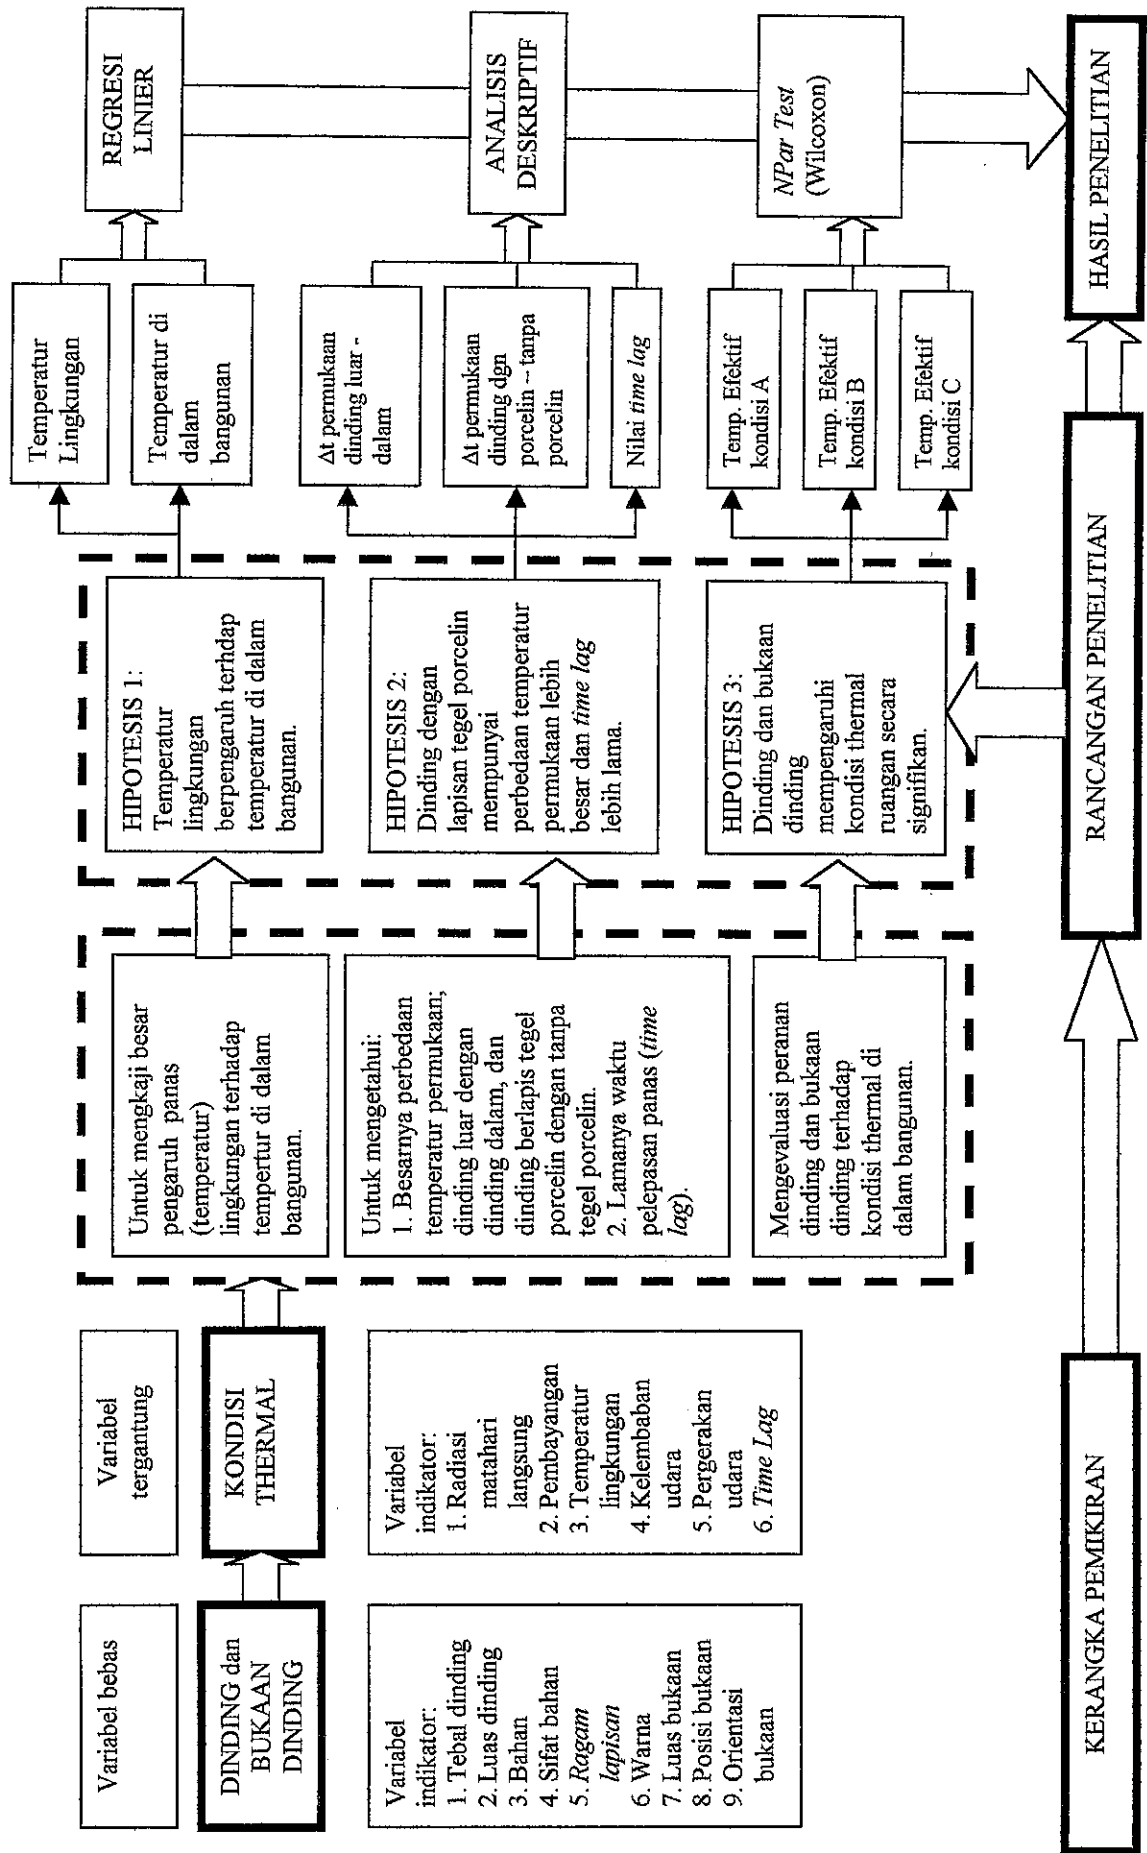 Variabel bebas
DINDING dan
BUKAAN
DINDING
Variabel
indikator:
1. Tebal dinding
2. Luas dinding
3. Bahan
4. Sifat bahan
5. Ragam
lapisan
6. Warna
7. Luas bukaan
8. Posisi bukaan
9. Orientasi
bukaan
Variabel
tergantung
KONDISI
THERMAL
Variabel
indikator:
1. Radiasi
matahari
langsung
2. Pembayangan
3. Temperatur
lingkungan
4. Kelembaban
udara
5. Pergerakan
udara
6. Time Lag
Untuk mengkaji besar
pengaruh panas
(temperatur)
lingkungan terhadap
tempertur di dalam
bangunan.
Untuk mengetahui:
1. Besarnya perbedaan
temperatur permukaan;
dinding luar dengan
dinding dalam, dan
dinding berlapis tegel
porcelin dengan tanpa
tegel porcelin.
2. Lamanya waktu
pelepasan panas (time
lag).
Mengevaluasi peranan
dinding dan bukaan
dinding terhadap
kondisi thermal di
dalam bangunan.
HIPOTESIS 1:
Temperatur
lingkungan
berpengaruh terhdap
temperatur di dalam
bangunan.
HIPOTESIS 2:
Dinding dengan
lapisan tegel porcelin
mempunyai
perbedaan temperatur
permukaan lebih
besar dan time lag
lebih lama.
HIPOTESIS 3:
Dinding dan bukaan
dinding
mempengaruhi
kondisi thermal
ruangan secara
signifikan.
Temperatur
Lingkungan
Temperatur di
dalam
bangunan
Δt permukaan
dinding luar -
dalam
Δt permukaan
dinding dgn
porcelin – tanpa
porcelin
Nilai time lag
Temp. Efektif
kondisi A
Temp. Efektif
kondisi B
Temp. Efektif
kondisi C
REGRESI
LINIER
ANALISIS
DESKRIPTIF
NPar Test
(Wilcoxon)
KERANGKA PEMIKIRAN
RANCANGAN PENELITIAN
HASIL PENELITIAN